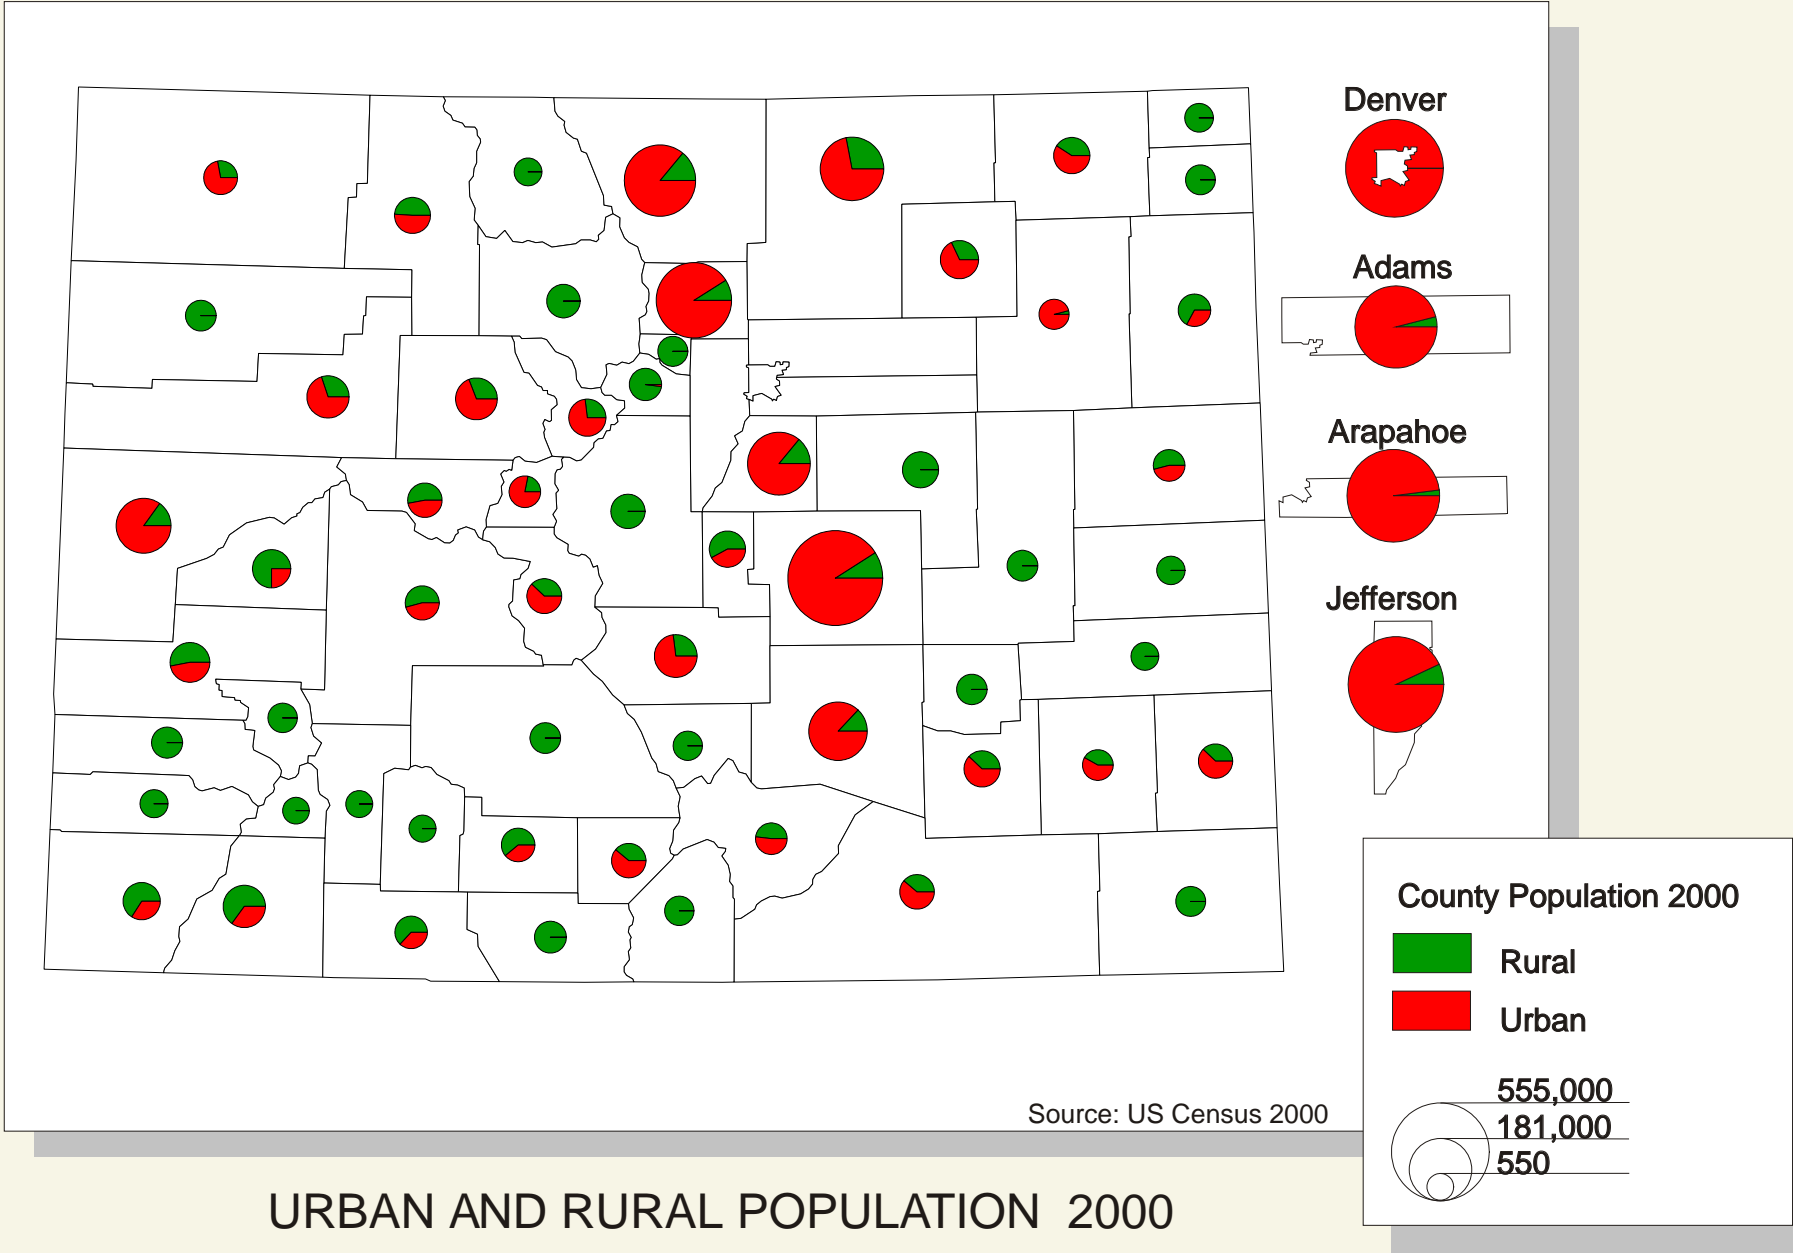 Denver
Adams
Arapahoe
Jefferson
County Population 2000
Rural
Urban
555,000
181,000
550
Source: US Census 2000
URBAN AND RURAL POPULATION 2000